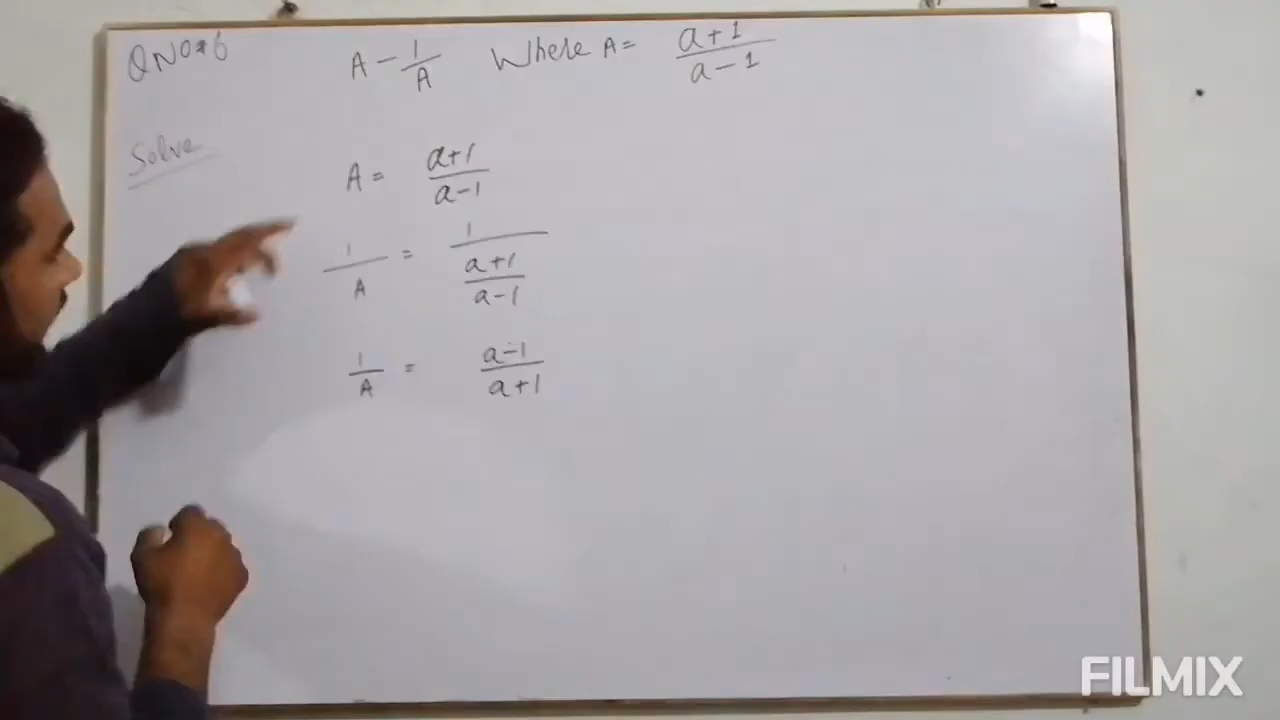 QNO#6 A - 1/A Where A = a+1/a-1
Solve
A = a+1/a-1
1/A = 1/a+1/a-1
1/A = a-1/a+1
FILMIX